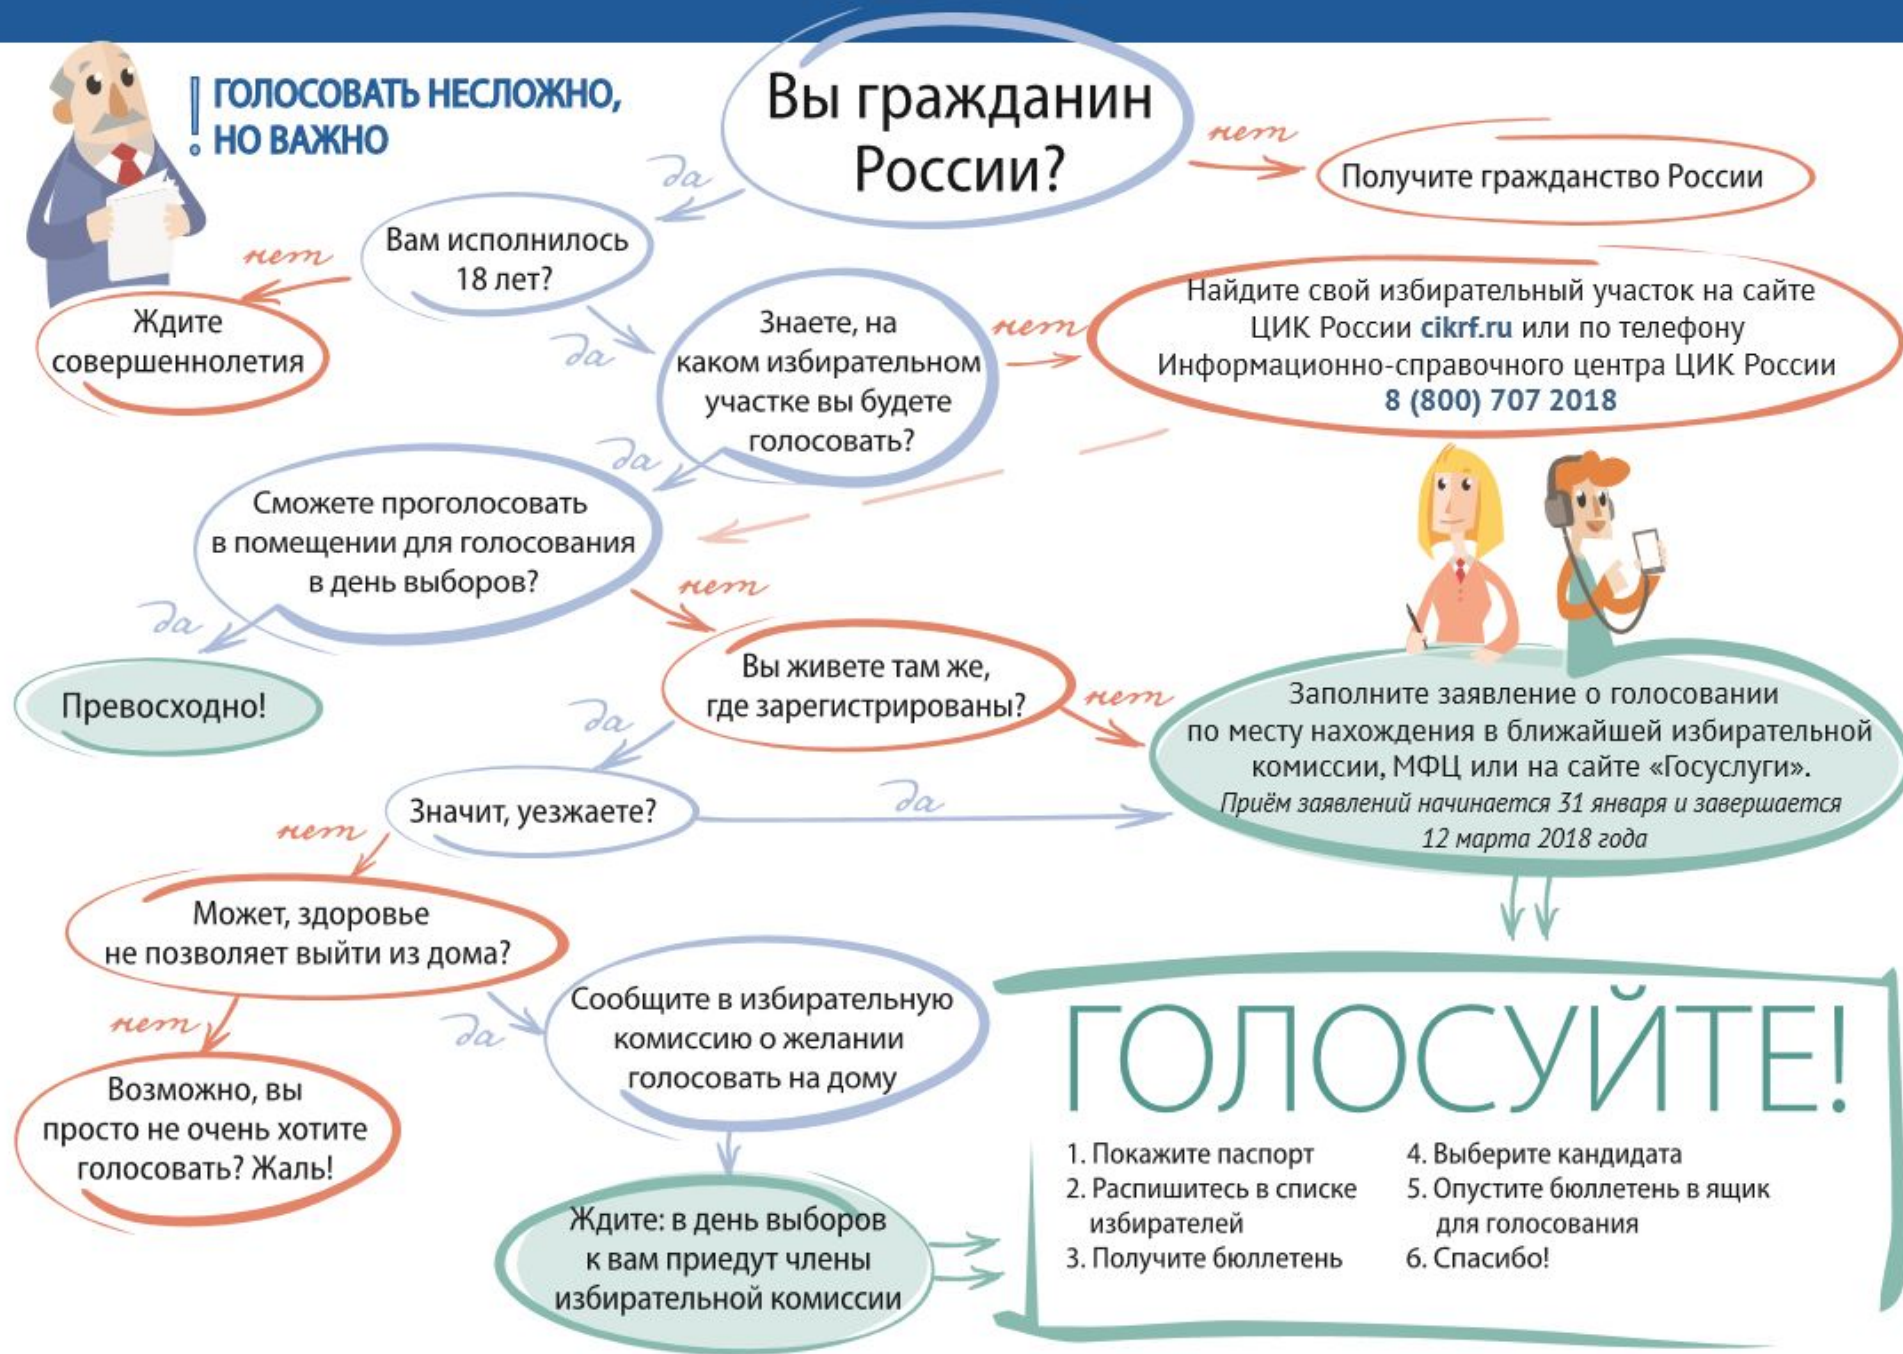 ! ГОЛОСОВАТЬ НЕСЛОЖНО,
НО ВАЖНО
Вы гражданин
России?
нет
Получите гражданство России
да
Вам исполнилось
18 лет?
нет
Ждите
совершеннолетия
да
Знаете, на
каком избирательном
участке вы будете
голосовать?
нет
Найдите свой избирательный участок на сайте
ЦИК России cikrf.ru или по телефону
Информационно-справочного центра ЦИК России
8 (800) 707 2018
да
Сможете проголосовать
в помещении для голосования
в день выборов?
да
Превосходно!
нет
Вы живете там же,
где зарегистрированы?
нет
Заполните заявление о голосовании
по месту нахождения в ближайшей избирательной
комиссии, МФЦ или на сайте «Госуслуги».
Приём заявлений начинается 31 января и завершается
12 марта 2018 года
да
Значит, уезжаете?
да
нет
Может, здоровье
не позволяет выйти из дома?
нет
Возможно, вы
просто не очень хотите
голосовать? Жаль!
да
Сообщите в избирательную
комиссию о желании
голосовать на дому
Ждите: в день выборов
к вам приедут члены
избирательной комиссии
ГОЛОСУЙТЕ!
1. Покажите паспорт
2. Распишитесь в списке
избирателей
3. Получите бюллетень
4. Выберите кандидата
5. Опустите бюллетень в ящик
для голосования
6. Спасибо!